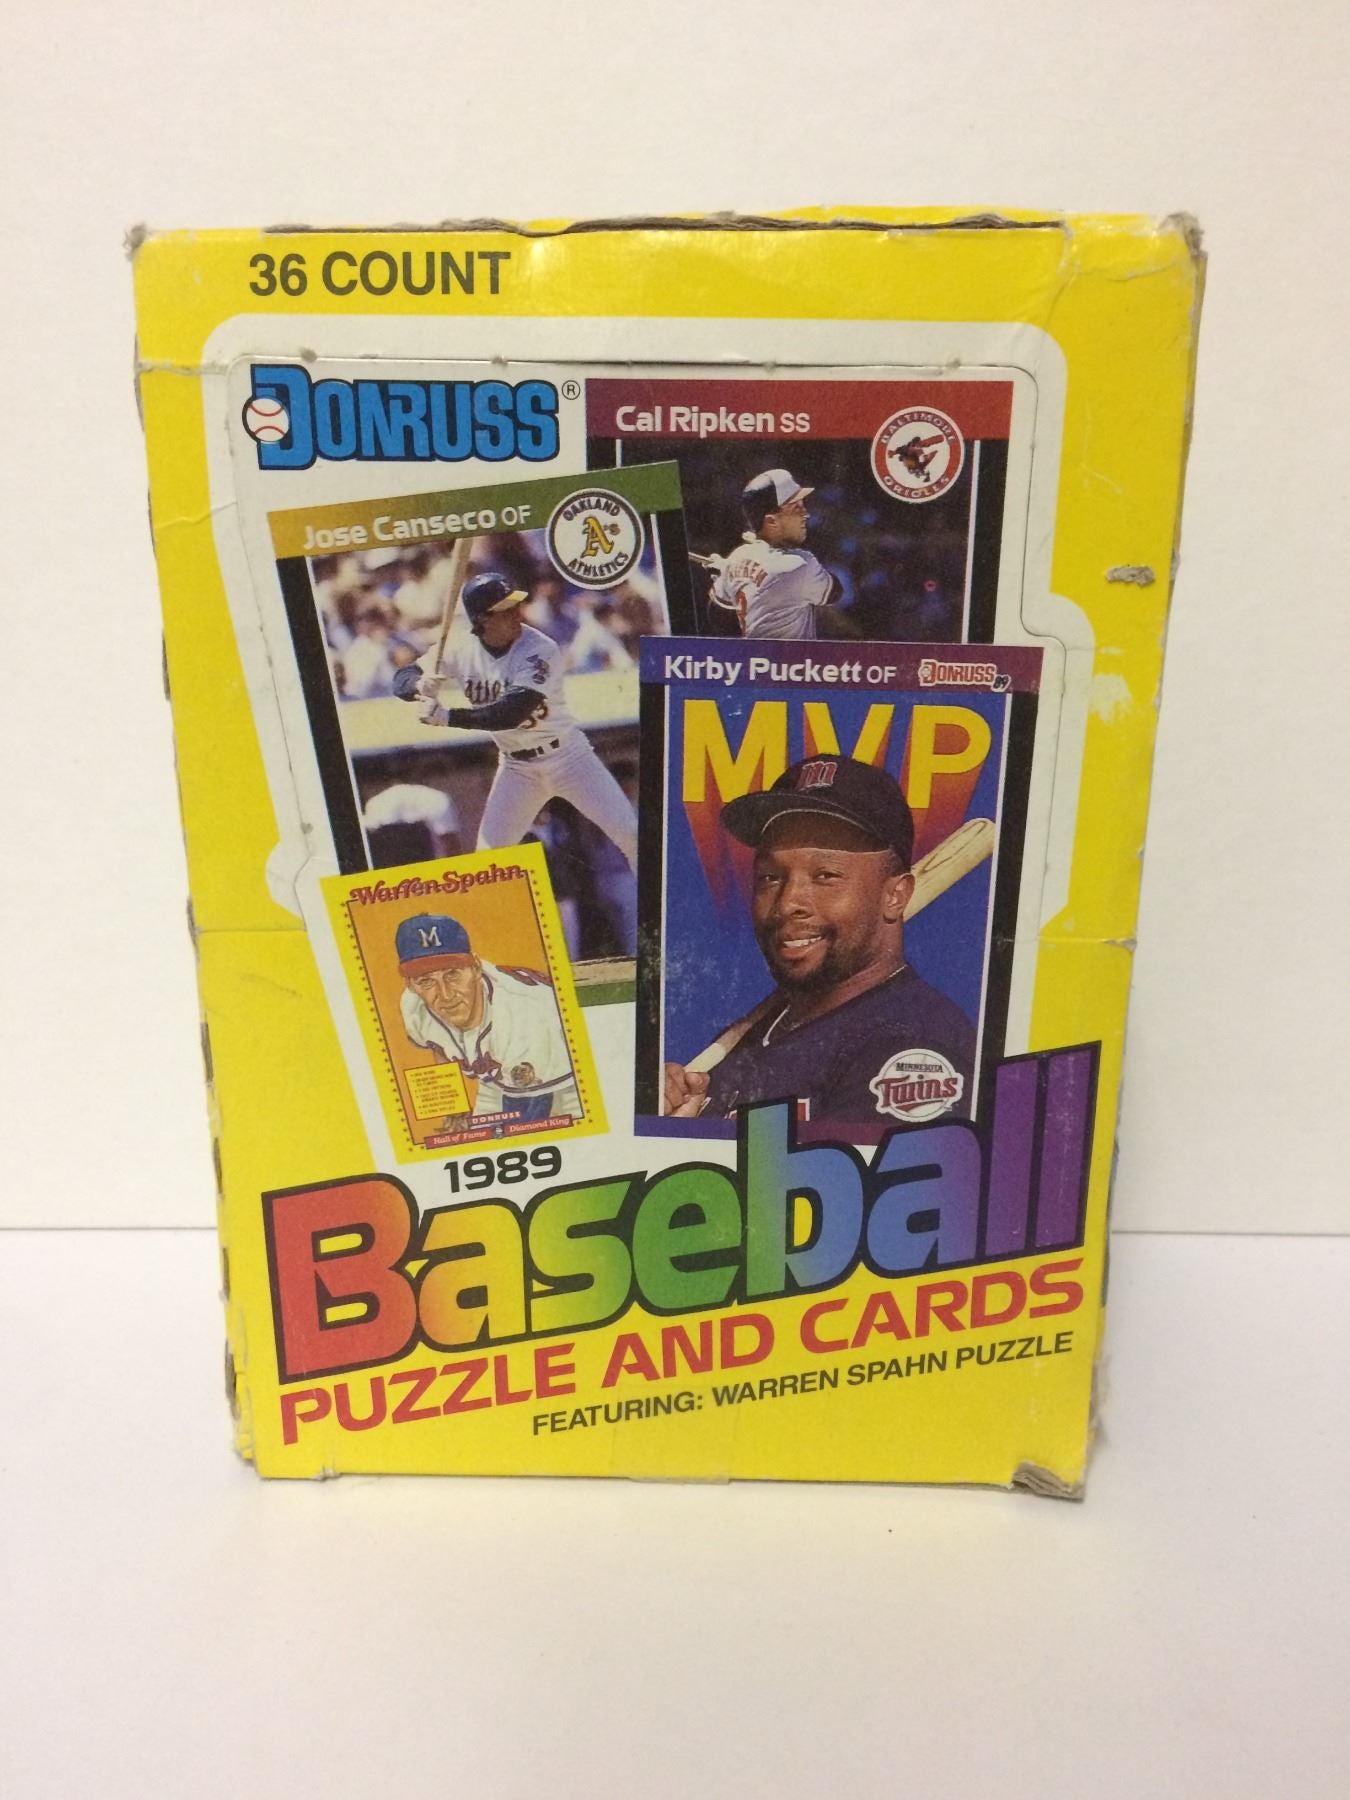 36 COUNT
DONRUSS®
Cal Ripken SS
BALTIMORE
ORIOLES
Jose Canseco OF
OAKLAND
A's
ATHLETICS
RIPKEN
33
Kirby Puckett OF DONRUSS 89
MVP
M
Warren Spahn
M
DONRUSS
Hall of Fame Diamond King
MINNESOTA
Twins
1989
Baseball
PUZZLE AND CARDS
FEATURING: WARREN SPAHN PUZZLE